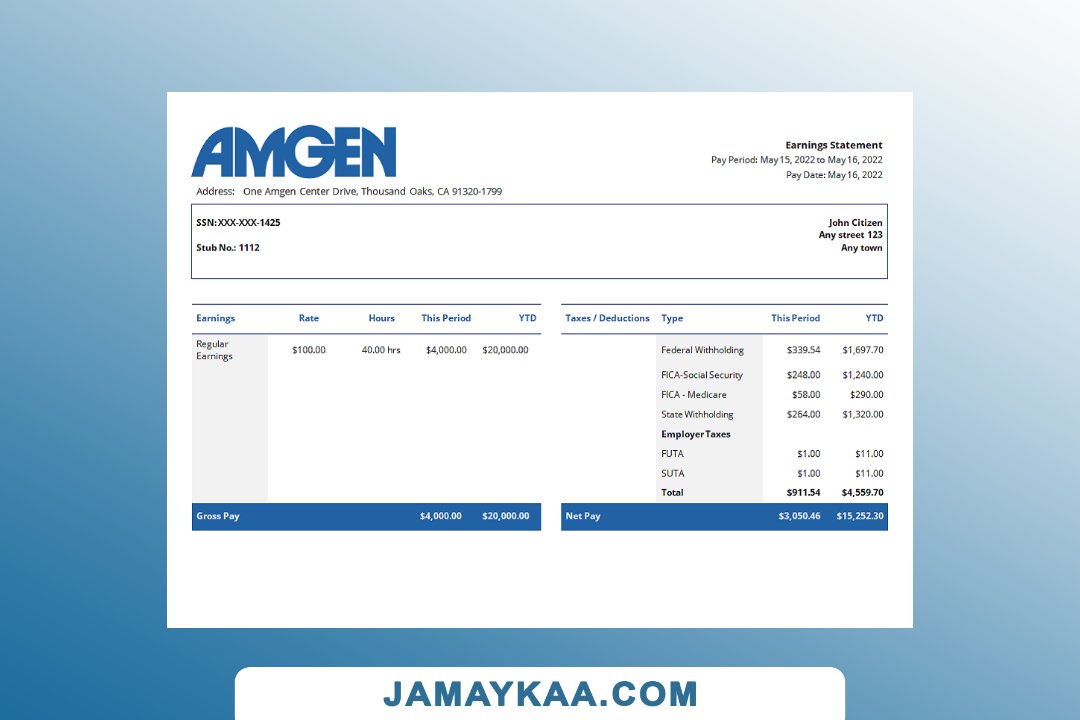 AMGEN
Address: One Amgen Center Drive, Thousand Oaks, CA 91320-1799
Earnings Statement
Pay Period: May 15, 2022 to May 16, 2022
Pay Date: May 16, 2022
SSN: XXX-XXX-1425
Stub No.: 1112
John Citizen
Any street 123
Any town
Earnings Rate Hours This Period YTD
Regular
Earnings $100.00 40.00 hrs $4,000.00 $20,000.00
Gross Pay $4,000.00 $20,000.00
Taxes / Deductions Type This Period YTD
Federal Withholding $339.54 $1,697.70
FICA-Social Security $248.00 $1,240.00
FICA - Medicare $58.00 $290.00
State Withholding $264.00 $1,320.00
Employer Taxes
FUTA $1.00 $11.00
SUTA $1.00 $11.00
Total $911.54 $4,559.70
Net Pay $3,050.46 $15,252.30
JAMAYKAA.COM